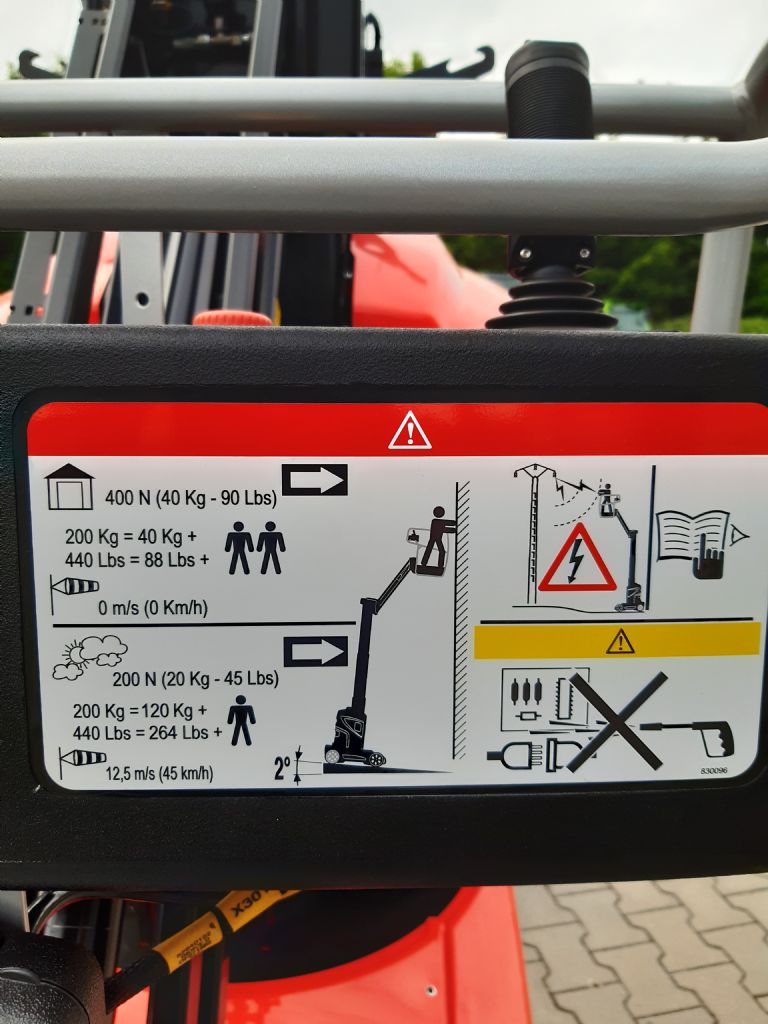 400 N (40 Kg - 90 Lbs)
200 Kg = 40 Kg +
440 Lbs = 88 Lbs +
0 m/s (0 Km/h)
200 N (20 Kg - 45 Lbs)
200 Kg =120 Kg +
440 Lbs = 264 Lbs +
12,5 m/s (45 km/h)
2°
830096
X30